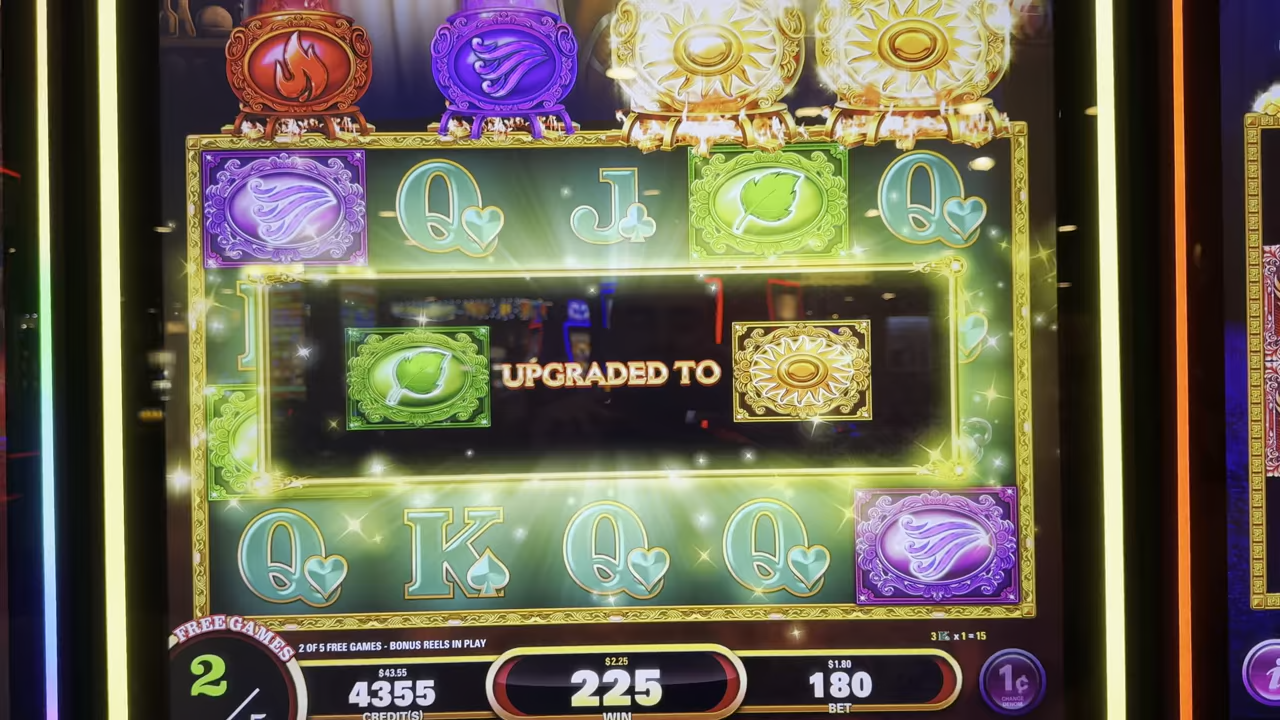 Q J Q
UPGRADED TO
Q K Q Q
FREE GAMES
2
2 OF 5 FREE GAMES - BONUS REELS IN PLAY
3 K x 1 = 15
$43.55
4355
CREDIT(S)
$2.25
225
WIN
$1.80
180
BET
1¢
CHANGE
DENOM